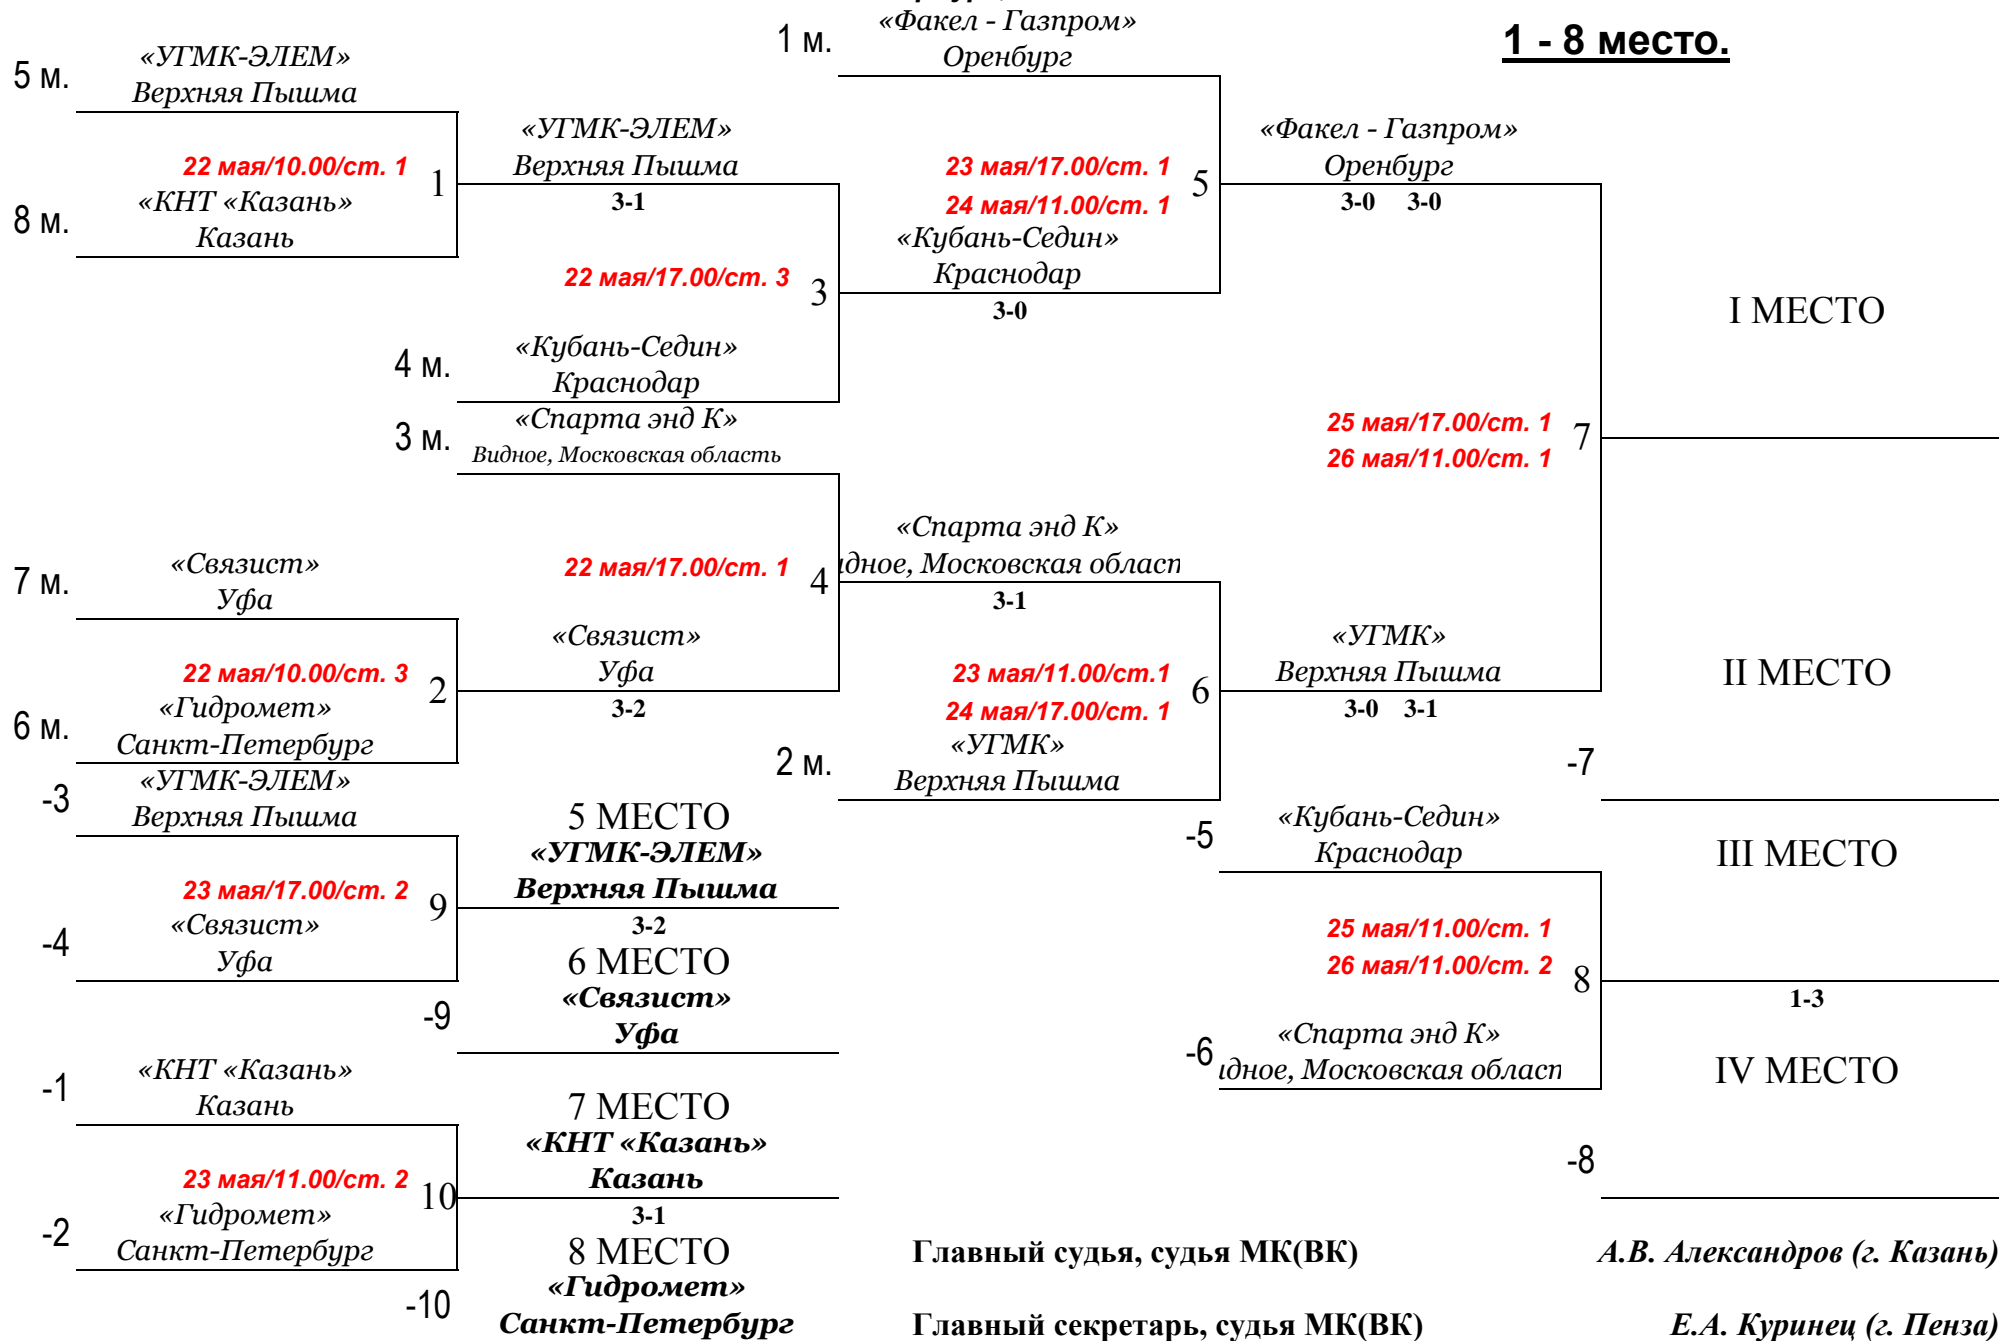 «Факел - Газпром»
Оренбург
1 м.
1 - 8 место.
5 м.
«УГМК-ЭЛЕМ»
Верхняя Пышма
22 мая/10.00/ст. 1
1
8 м.
«КНТ «Казань»
Казань
«УГМК-ЭЛЕМ»
Верхняя Пышма
3-1
23 мая/17.00/ст. 1
24 мая/11.00/ст. 1
5
«Факел - Газпром»
Оренбург
3-0 3-0
22 мая/17.00/ст. 3
3
«Кубань-Седин»
Краснодар
3-0
4 м.
«Кубань-Седин»
Краснодар
I МЕСТО
3 м.
«Спарта энд К»
Видное, Московская область
25 мая/17.00/ст. 1
26 мая/11.00/ст. 1
7
7 м.
«Связист»
Уфа
22 мая/17.00/ст. 1
4
«Спарта энд К»
дное, Московская област
3-1
22 мая/10.00/ст. 3
2
6 м.
«Гидромет»
Санкт-Петербург
«Связист»
Уфа
3-2
23 мая/11.00/ст.1
24 мая/17.00/ст. 1
6
2 м.
«УГМК»
Верхняя Пышма
«УГМК»
Верхняя Пышма
3-0 3-1
II МЕСТО
-7
-3
«УГМК-ЭЛЕМ»
Верхняя Пышма
23 мая/17.00/ст. 2
9
-4
«Связист»
Уфа
5 МЕСТО
«УГМК-ЭЛЕМ»
Верхняя Пышма
3-2
6 МЕСТО
-9
«Связист»
Уфа
-5
«Кубань-Седин»
Краснодар
III МЕСТО
25 мая/11.00/ст. 1
26 мая/11.00/ст. 2
8
1-3
-6
«Спарта энд К»
дное, Московская област
IV МЕСТО
-8
-1
«КНТ «Казань»
Казань
23 мая/11.00/ст. 2
10
-2
«Гидромет»
Санкт-Петербург
7 МЕСТО
«КНТ «Казань»
Казань
3-1
8 МЕСТО
-10
«Гидромет»
Санкт-Петербург
Главный судья, судья МК(ВК)
А.В. Александров (г. Казань)
Главный секретарь, судья МК(ВК)
Е.А. Куринец (г. Пенза)